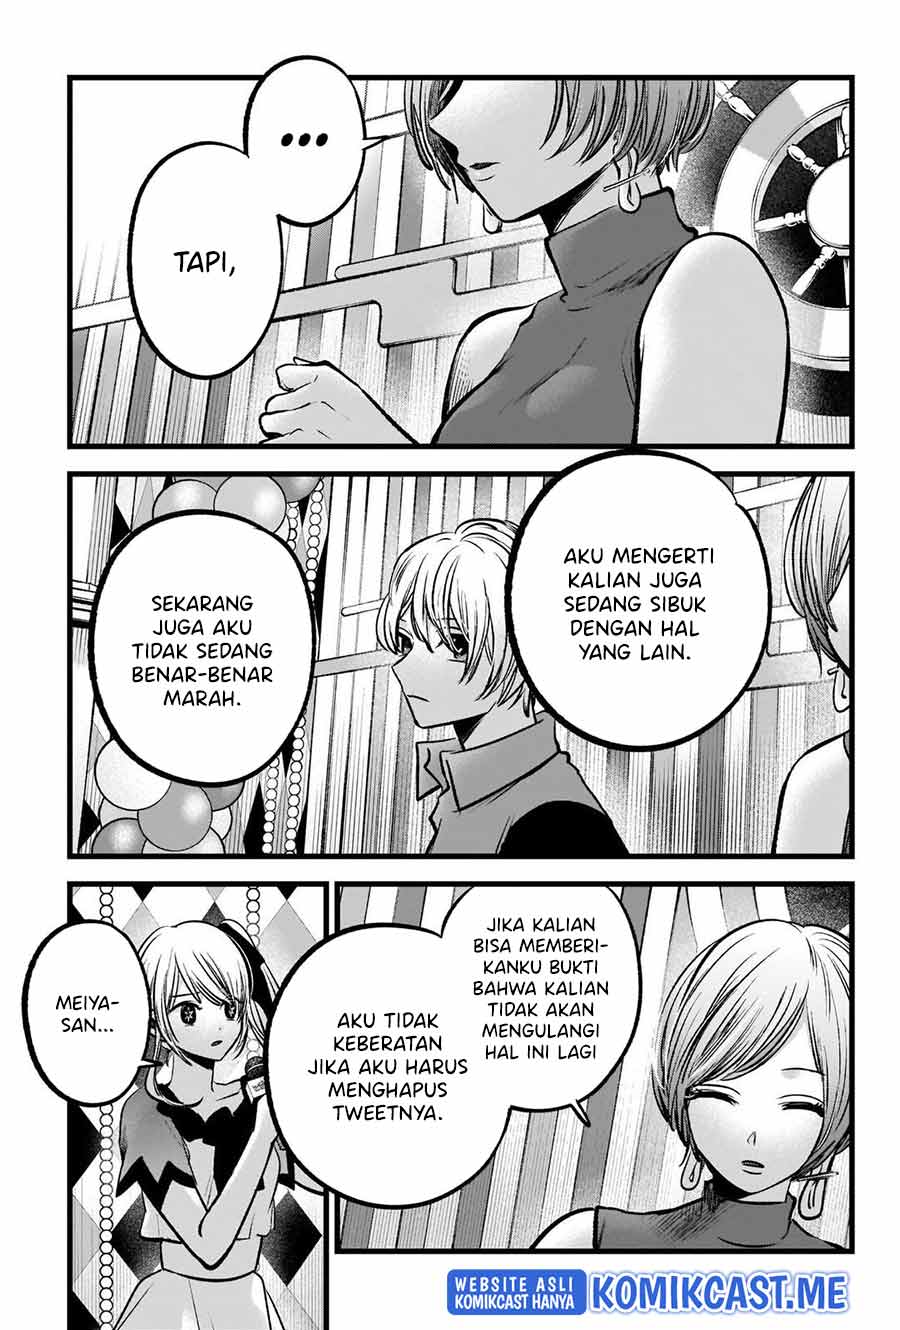 ...
TAPI,
AKU MENGERTI
KALIAN JUGA
SEDANG SIBUK
DENGAN HAL
YANG LAIN.
SEKARANG
JUGA AKU
TIDAK SEDANG
BENAR-BENAR
MARAH.
JIKA KALIAN
BISA MEMBERI-
KANKU BUKTI
BAHWA KALIAN
TIDAK AKAN
MENGULANGI
HAL INI LAGI
AKU TIDAK
KEBERATAN
JIKA AKU HARUS
MENGHAPUS
TWEETNYA.
MEIYA-
SAN...
WEBSITE ASLI
KOMIKCAST HANYA
KOMIKCAST.ME